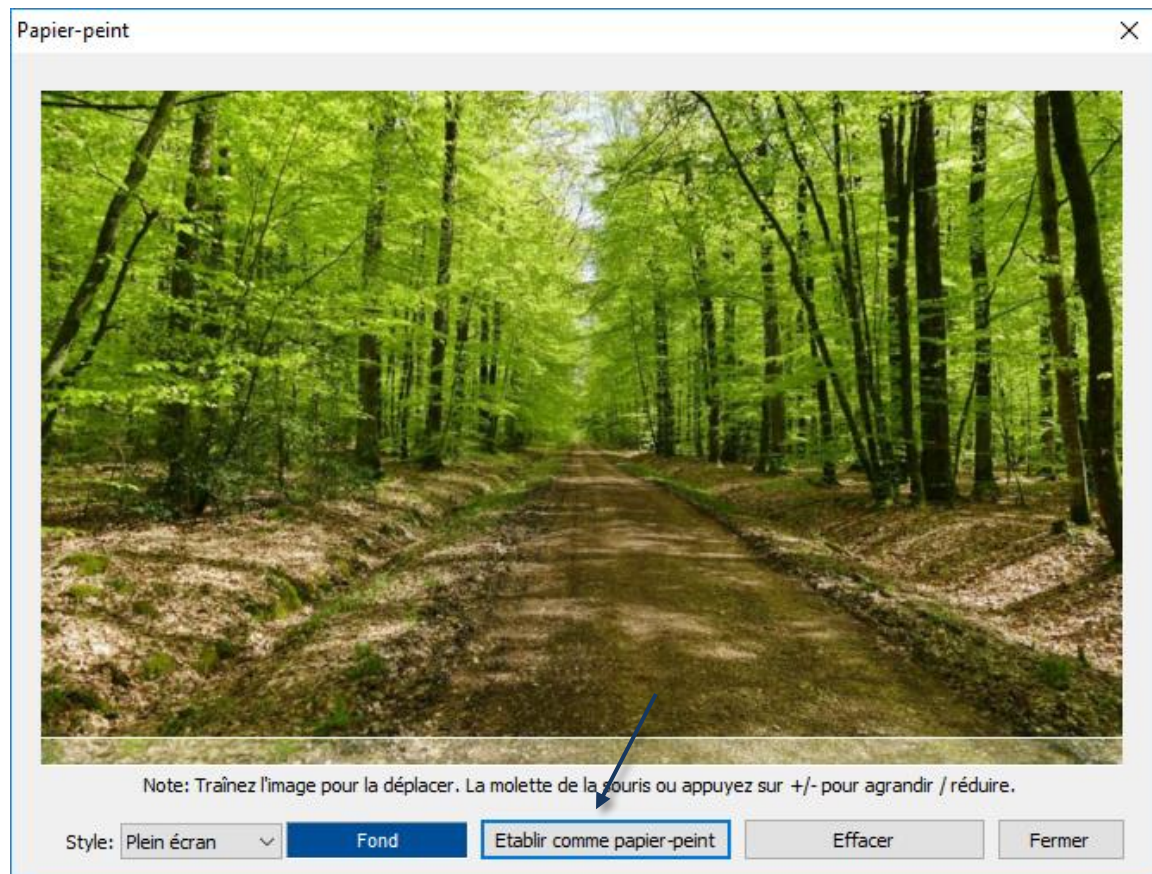 Papier-peint
Note: Traînez l'image pour la déplacer. La molette de la souris ou appuyez sur +/- pour agrandir / réduire.
Style: Plein écran Fond Etablir comme papier-peint Effacer Fermer